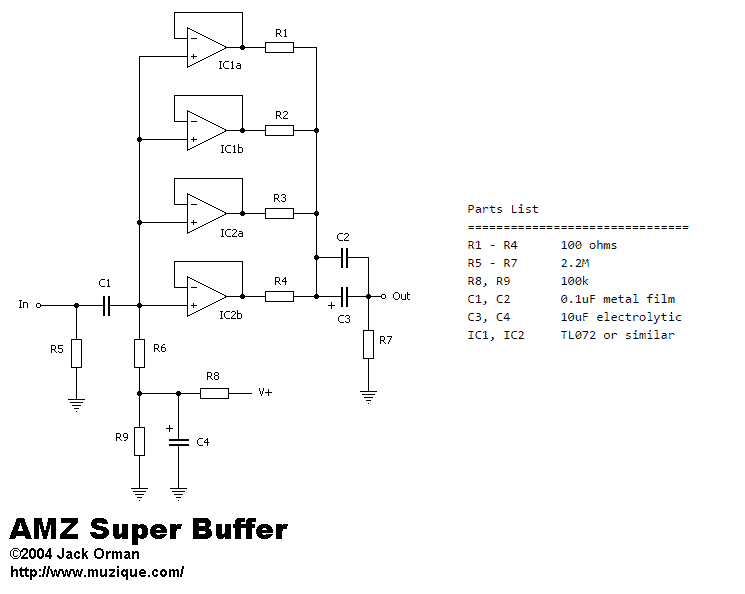 R1
IC1a
R2
IC1b
R3
IC2a
C2
R4
C1
In
Out
+
C3
IC2b
R5
R6
R7
R8
V+
+
R9
C4
Parts List
===============================
R1 - R4 100 ohms
R5 - R7 2.2M
R8, R9 100k
C1, C2 0.1uF metal film
C3, C4 10uF electrolytic
IC1, IC2 TL072 or similar
AMZ Super Buffer
©2004 Jack Orman
http://www.muzique.com/